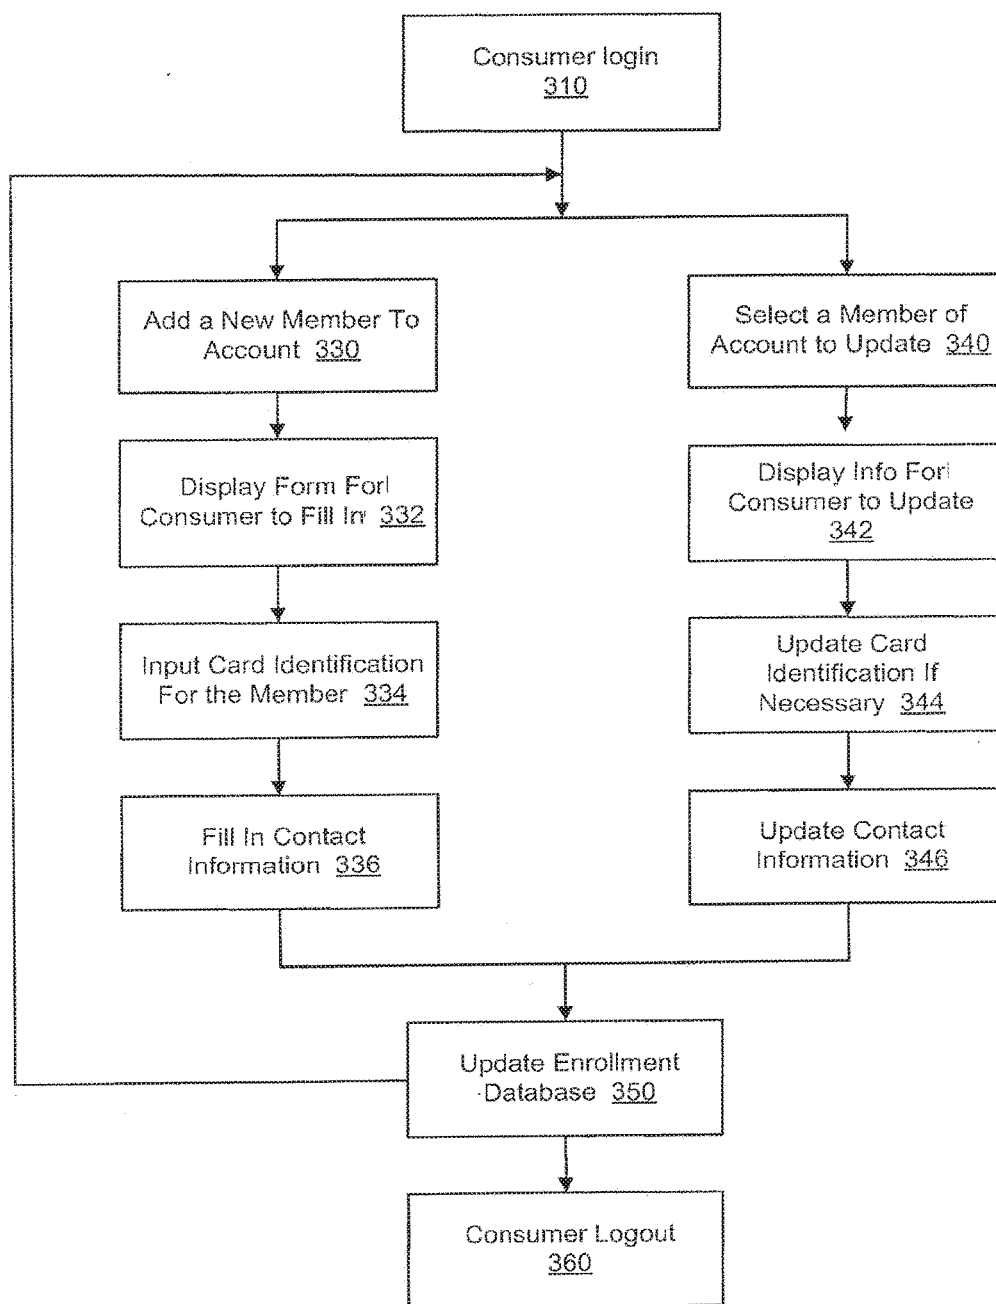 Consumer login
310
Add a New Member To
Account 330
Display Form For
Consumer to Fill In 332
Input Card Identification
For the Member 334
Fill In Contact
Information 336
Select a Member of
Account to Update 340
Display Info For
Consumer to Update
342
Update Card
Identification If
Necessary 344
Update Contact
Information 346
Update Enrollment
Database 350
Consumer Logout
360